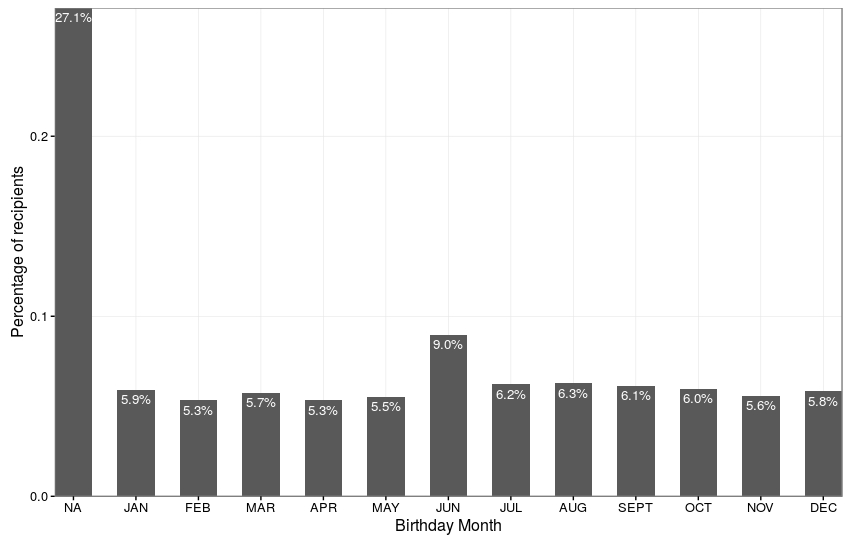 27.1%
0.2
Percentage of recipients
0.1
9.0%
5.9% 5.3% 5.7% 5.3% 5.5% 6.2% 6.3% 6.1% 6.0% 5.6% 5.8%
0.0
NA JAN FEB MAR APR MAY JUN JUL AUG SEPT OCT NOV DEC
Birthday Month